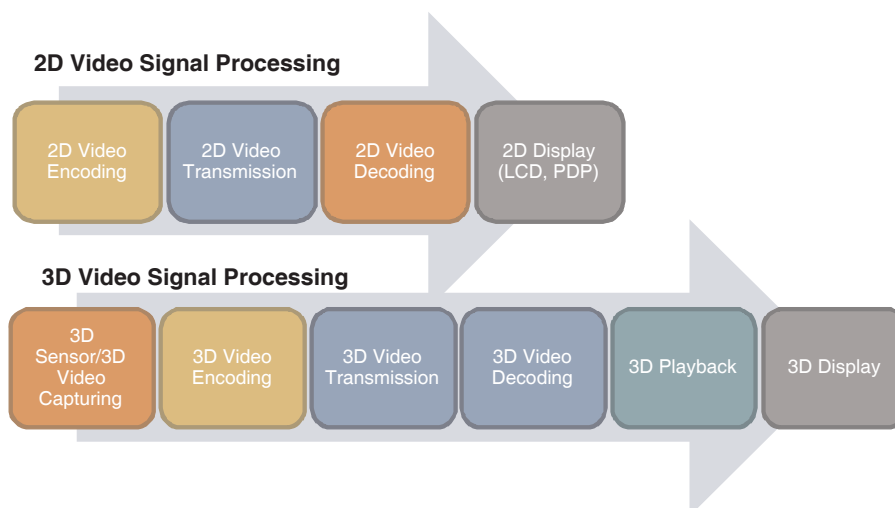 2D Video Signal Processing
2D Video
Encoding
2D Video
Transmission
2D Video
Decoding
2D Display
(LCD, PDP)
3D Video Signal Processing
3D
Sensor/3D
Video
Capturing
3D Video
Encoding
3D Video
Transmission
3D Video
Decoding
3D Playback
3D Display